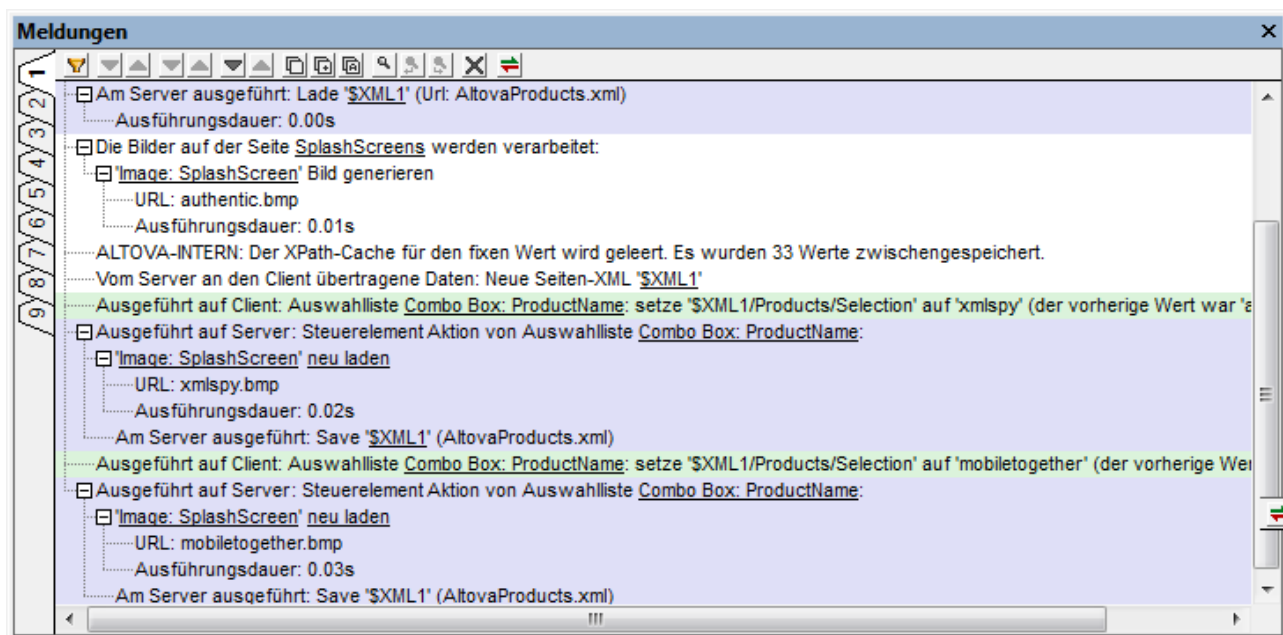 Meldungen
1
2
3
4
5
6
7
8
9
Am Server ausgeführt: Lade '$XML1' (Url: AltovaProducts.xml)
Ausführungsdauer: 0.00s
Die Bilder auf der Seite SplashScreens werden verarbeitet:
'Image: SplashScreen' Bild generieren
URL: authentic.bmp
Ausführungsdauer: 0.01s
ALTOVA-INTERN: Der XPath-Cache für den fixen Wert wird geleert. Es wurden 33 Werte zwischengespeichert.
Vom Server an den Client übertragene Daten: Neue Seiten-XML '$XML1'
Ausgeführt auf Client: Auswahlliste Combo Box: ProductName: setze '$XML1/Products/Selection' auf 'xmlspy' (der vorherige Wert war 'a
Ausgeführt auf Server: Steuerelement Aktion von Auswahlliste Combo Box: ProductName:
'Image: SplashScreen' neu laden
URL: xmlspy.bmp
Ausführungsdauer: 0.02s
Am Server ausgeführt: Save '$XML1' (AltovaProducts.xml)
Ausgeführt auf Client: Auswahlliste Combo Box: ProductName: setze '$XML1/Products/Selection' auf 'mobiletogether' (der vorherige Wer
Ausgeführt auf Server: Steuerelement Aktion von Auswahlliste Combo Box: ProductName:
'Image: SplashScreen' neu laden
URL: mobiletogether.bmp
Ausführungsdauer: 0.03s
Am Server ausgeführt: Save '$XML1' (AltovaProducts.xml)